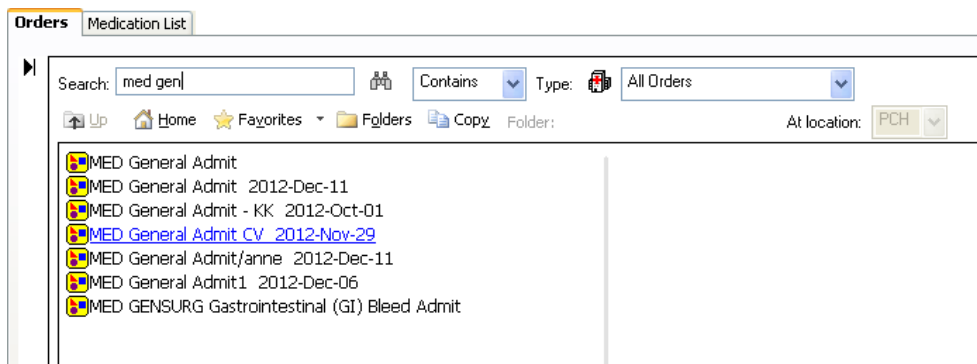 Orders Medication List
Search: med gen Contains Type: All Orders
Up Home Favorites Folders Copy Folder: At location: PCH
MED General Admit
MED General Admit 2012-Dec-11
MED General Admit - KK 2012-Oct-01
MED General Admit CV 2012-Nov-29
MED General Admit/anne 2012-Dec-11
MED General Admit1 2012-Dec-06
MED GENSURG Gastrointestinal (GI) Bleed Admit